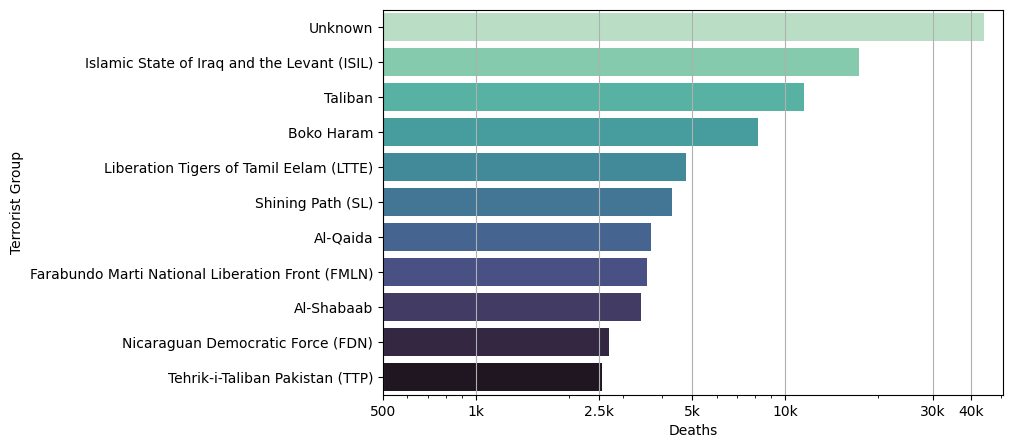 Unknown
Islamic State of Iraq and the Levant (ISIL)
Taliban
Boko Haram
Liberation Tigers of Tamil Eelam (LTTE)
Shining Path (SL)
Al-Qaida
Farabundo Marti National Liberation Front (FMLN)
Al-Shabaab
Nicaraguan Democratic Force (FDN)
Tehrik-i-Taliban Pakistan (TTP)
Terrorist Group
500 1k 2.5k 5k 10k 30k 40k
Deaths